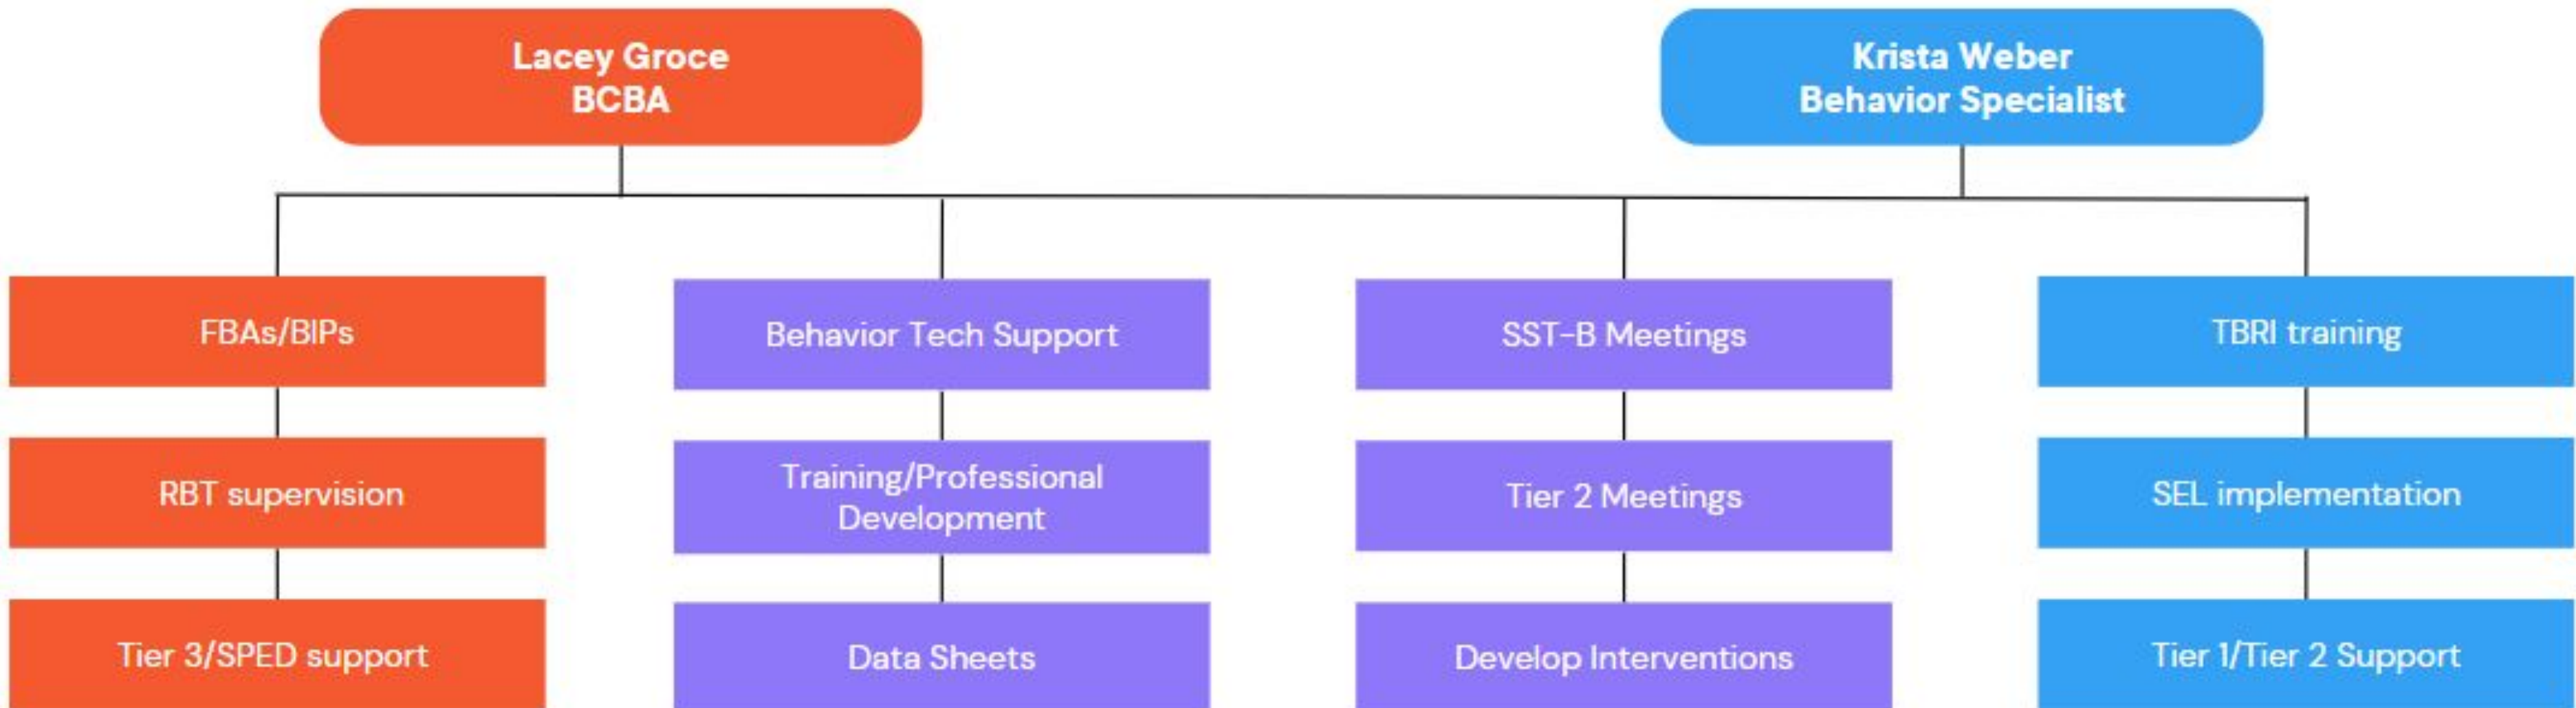 Lacey Groce
BCBA
Krista Weber
Behavior Specialist
FBAs/BIPs
Behavior Tech Support
SST-B Meetings
TBRI training
RBT supervision
Training/Professional
Development
Tier 2 Meetings
SEL implementation
Tier 3/SPED support
Data Sheets
Develop Interventions
Tier 1/Tier 2 Support